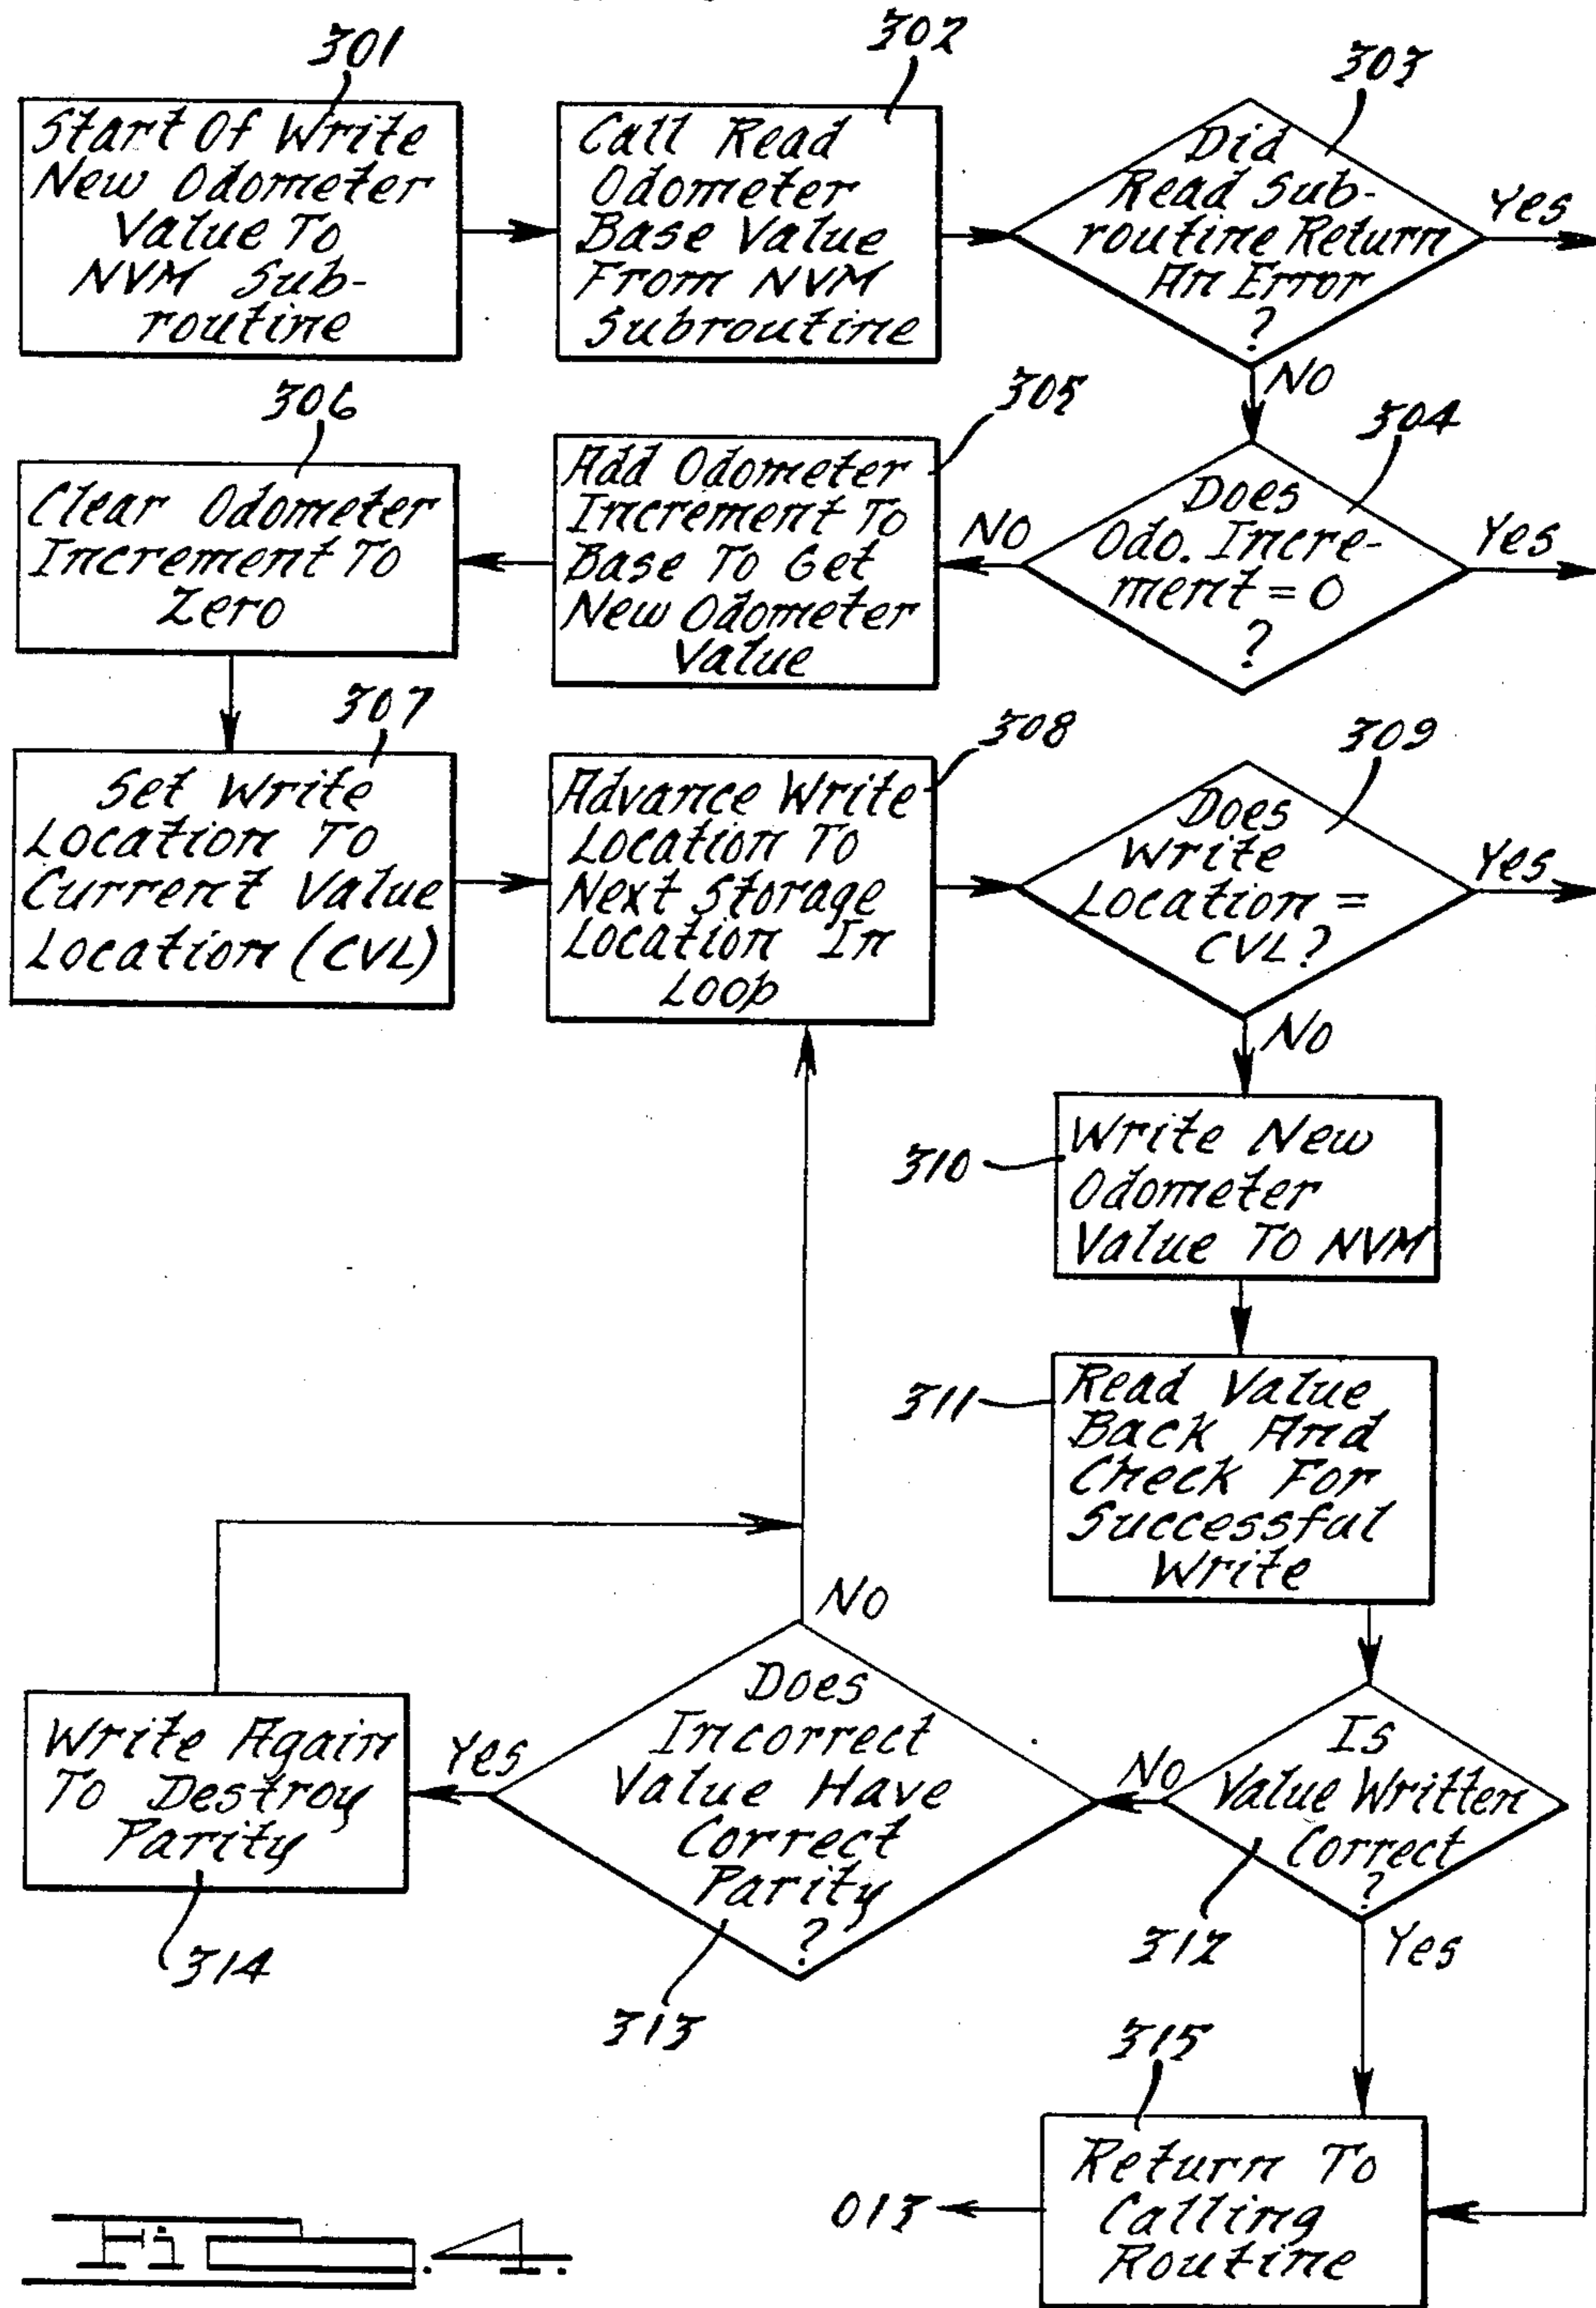 301
Start Of Write
New Odometer
Value To
NVM Sub-
routine
302
Call Read
Odometer
Base Value
From NVM
Subroutine
303
Did
Read Sub-
routine Return
An Error
?
Yes
No
304
Does
Odo. Incre-
ment = 0
?
Yes
No
305
Add Odometer
Increment To
Base To Get
New Odometer
Value
306
Clear Odometer
Increment To
Zero
307
Set Write
Location To
Current Value
Location (CVL)
308
Advance Write
Location To
Next Storage
Location In
Loop
309
Does
Write
Location =
CVL?
Yes
No
310
Write New
Odometer
Value To NVM
311
Read Value
Back And
Check For
Successful
Write
Is
Value Written
Correct
?
312
No
Yes
Does
Incorrect
Value Have
Correct
Parity
?
313
No
Yes
Write Again
To Destroy
Parity
314
315
Return To
Calling
Routine
013
Fig. 4.